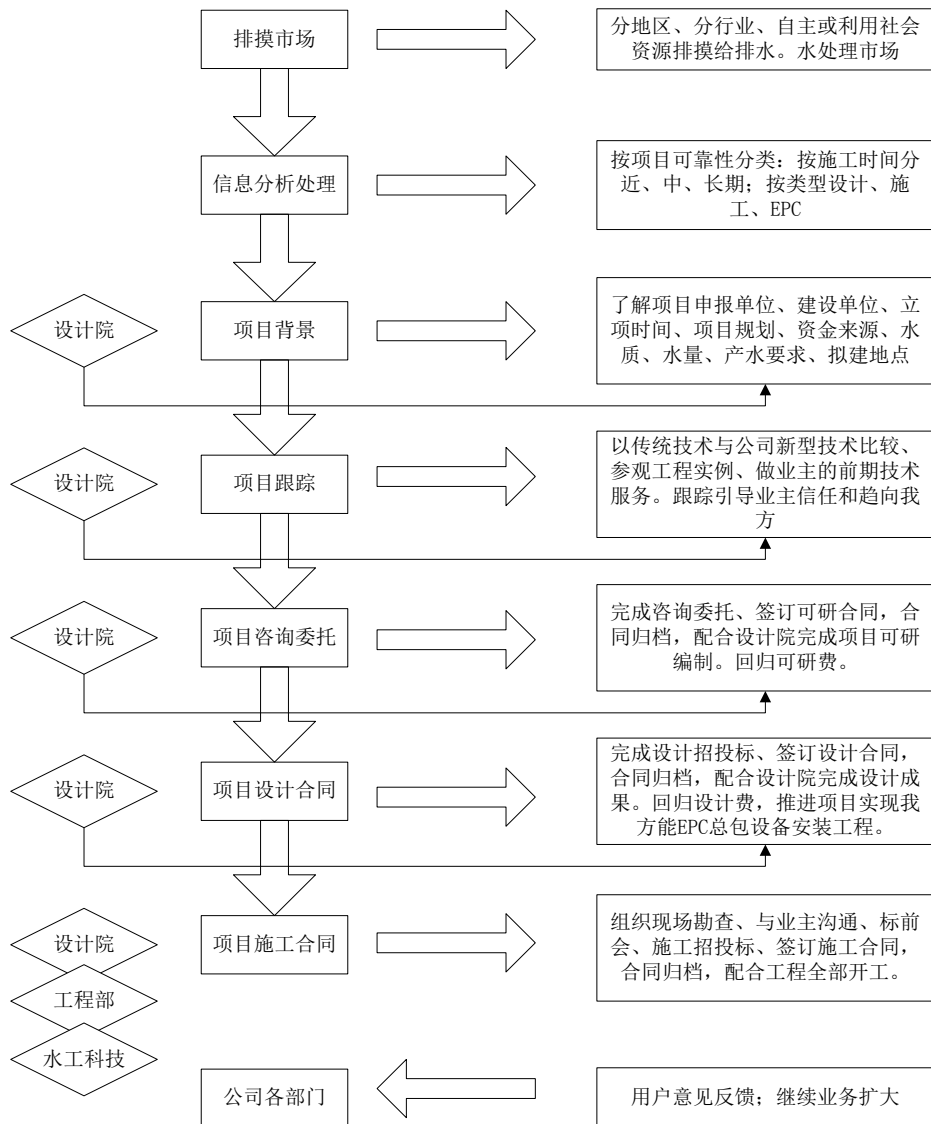 排摸市场
分地区、分行业、自主或利用社会
资源排摸给排水。水处理市场
信息分析处理
按项目可靠性分类：按施工时间分
近、中、长期；按类型设计、施
工、EPC
设计院
项目背景
了解项目申报单位、建设单位、立
项时间、项目规划、资金来源、水
质、水量、产水要求、拟建地点
设计院
项目跟踪
以传统技术与公司新型技术比较、
参观工程实例、做业主的前期技术
服务。跟踪引导业主信任和趋向我
方
设计院
项目咨询委托
完成咨询委托、签订可研合同，合
同归档，配合设计院完成项目可研
编制。回归可研费。
设计院
项目设计合同
完成设计招投标、签订设计合同，
合同归档，配合设计院完成设计成
果。回归设计费，推进项目实现我
方能EPC总包设备安装工程。
设计院
工程部
水工科技
项目施工合同
组织现场勘查、与业主沟通、标前
会、施工招投标、签订施工合同，
合同归档，配合工程全部开工。
公司各部门
用户意见反馈；继续业务扩大